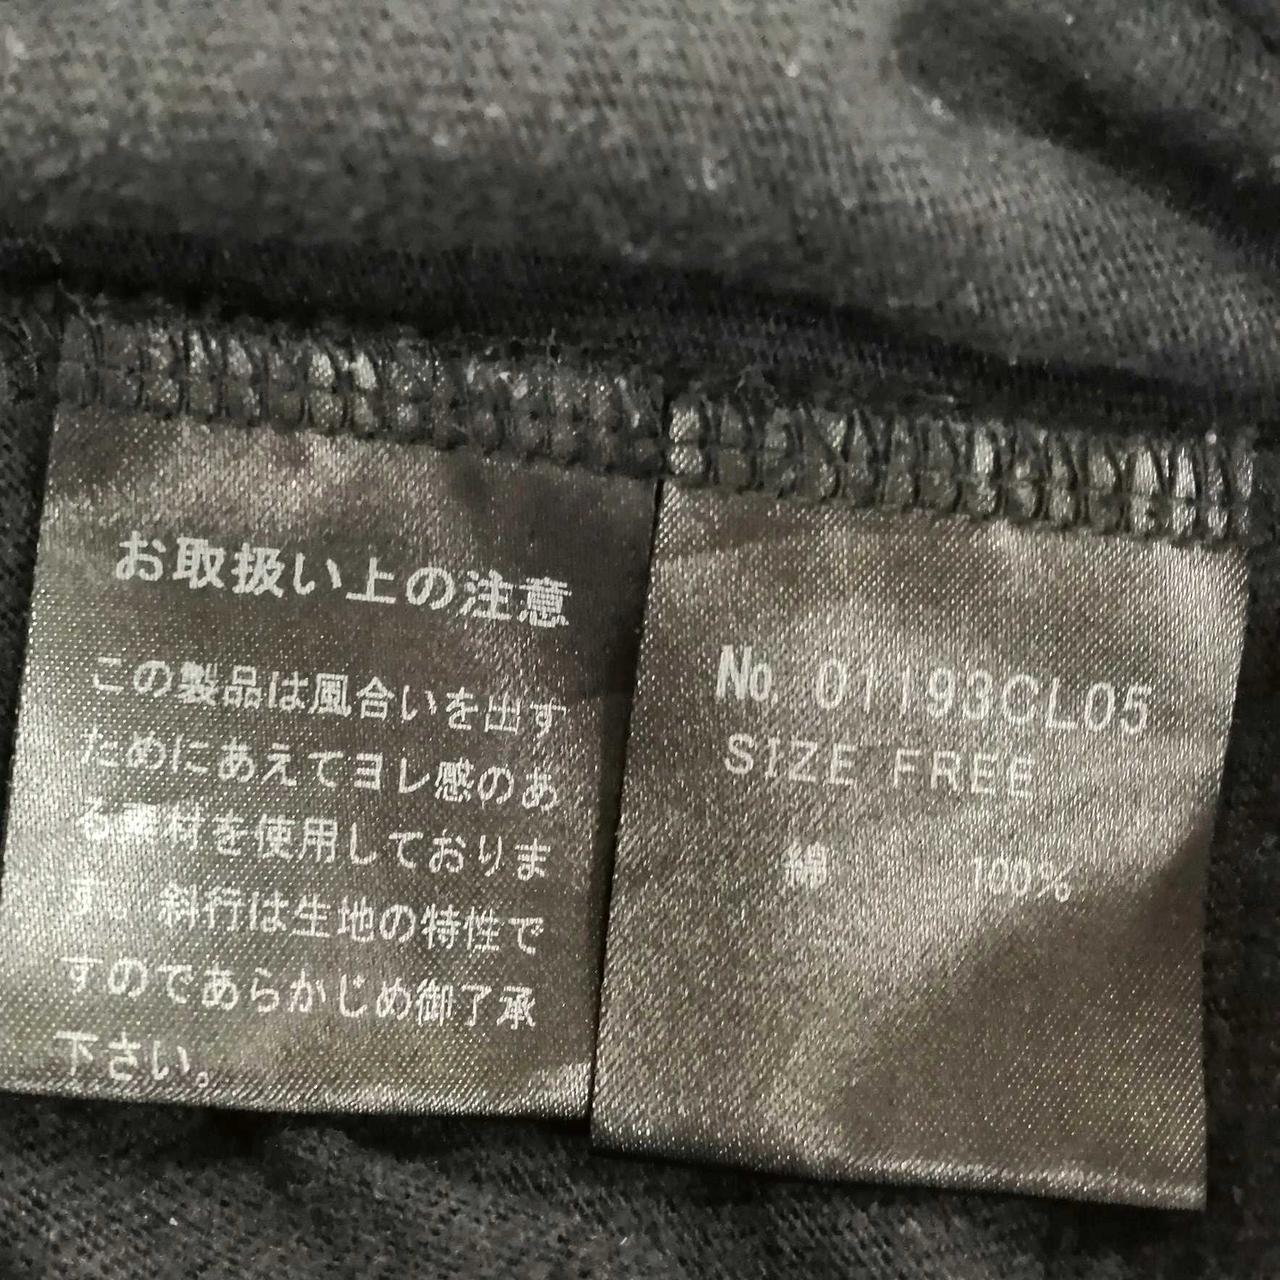 お取扱い上の注意
この製品は風合いを出す
ためにあえてヨレ感のあ
る素材を使用しておりま
す。斜行は生地の特性で
すのであらかじめ御了承
下さい。
No. 01193CL05
SIZE FREE
綿 100%